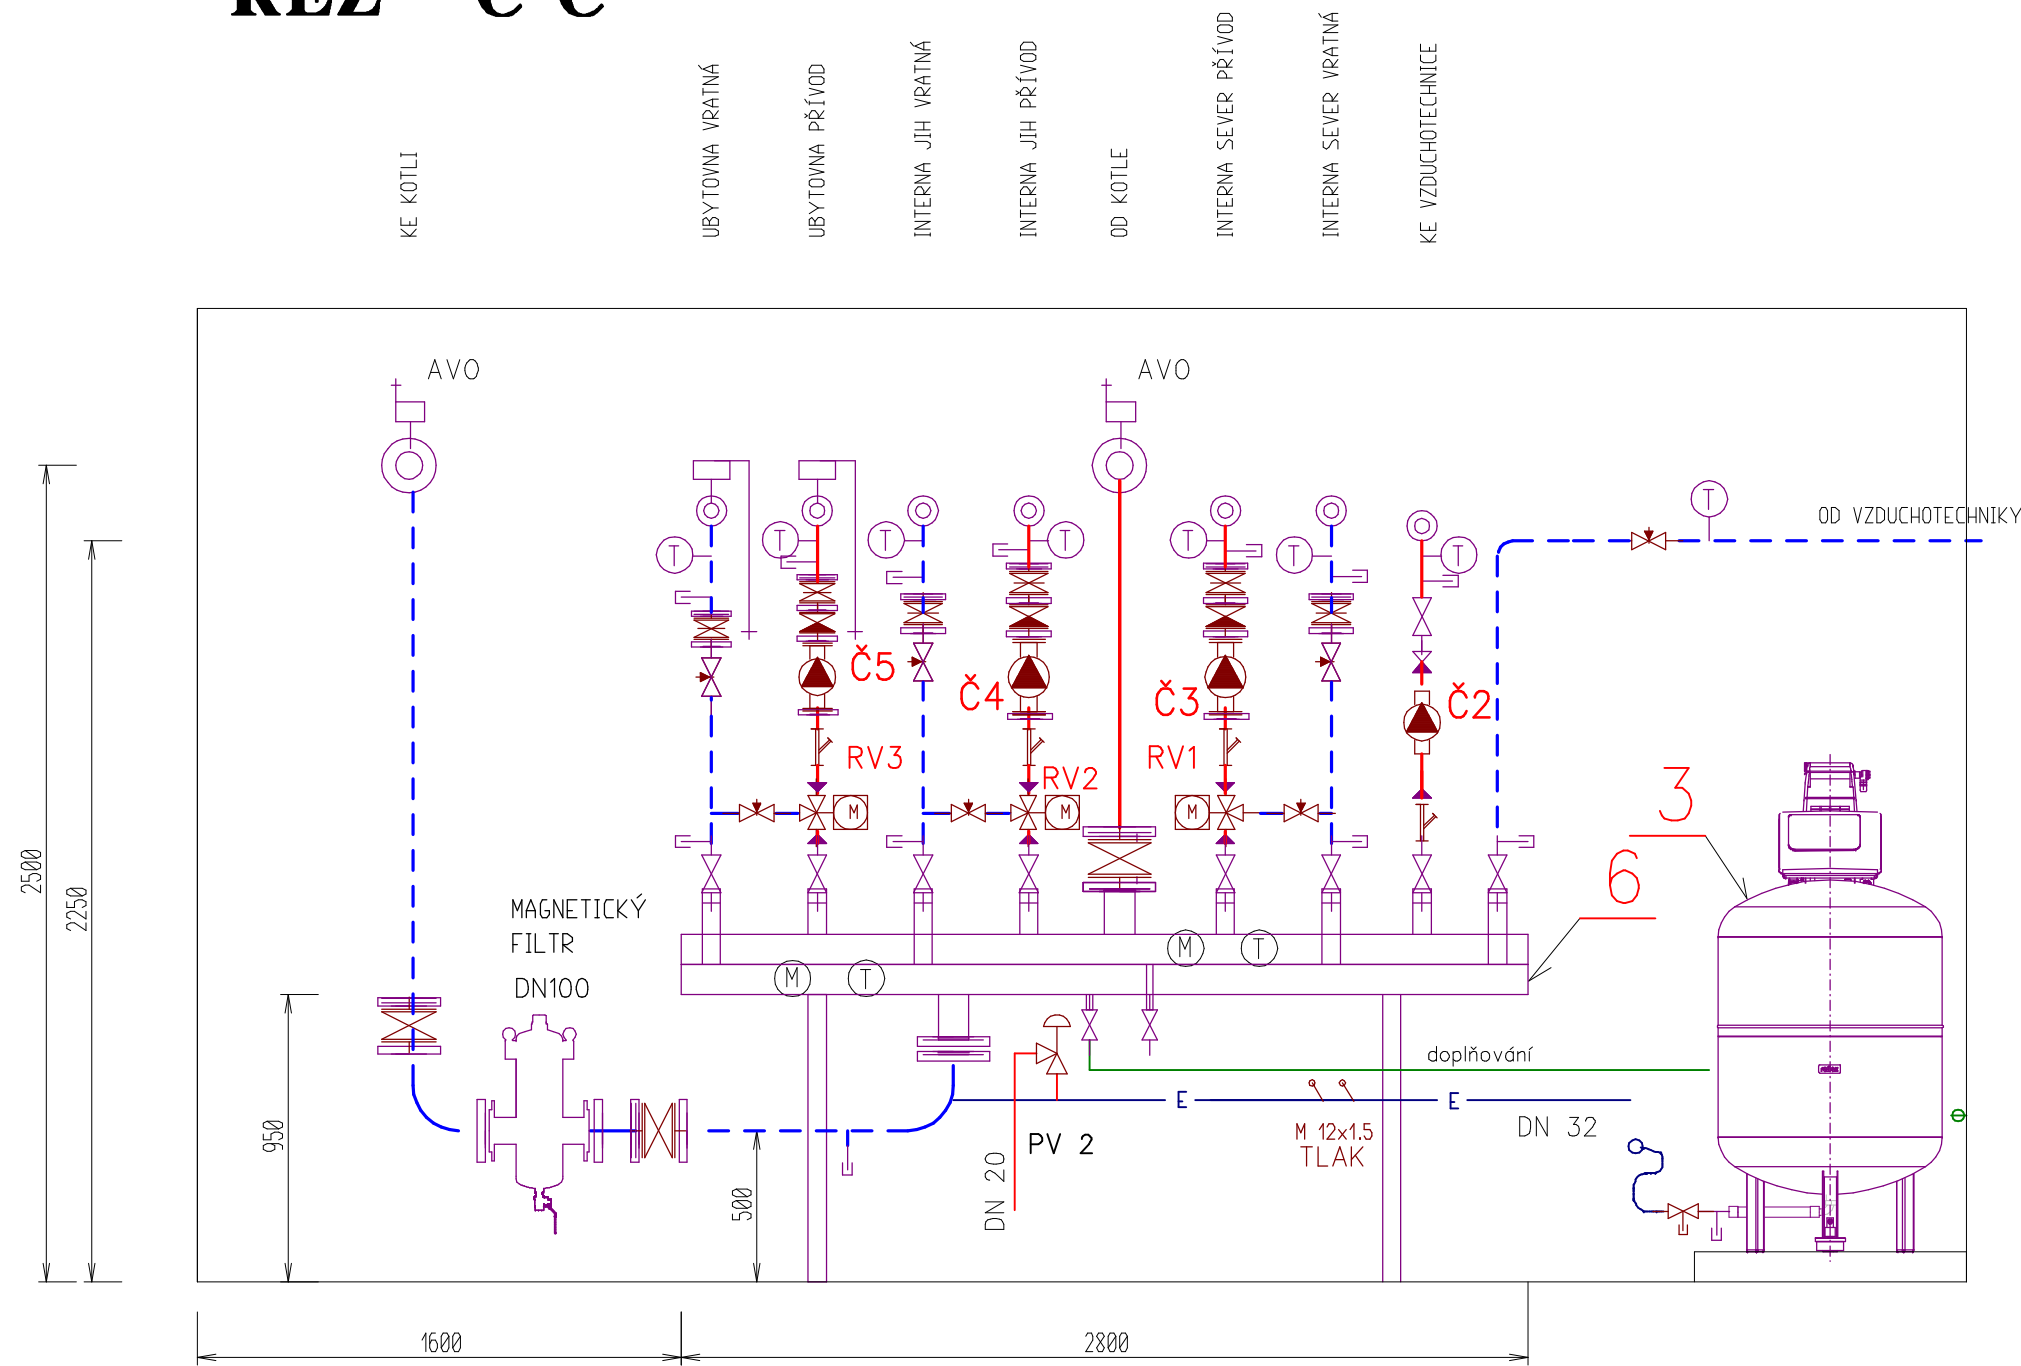 ŘEZ C C
KE KOTLI
UBYTOVNA VRATNÁ
UBYTOVNA PŘÍVOD
INTERNA JIH VRATNÁ
INTERNA JIH PŘÍVOD
OD KOTLE
INTERNA SEVER PŘÍVOD
INTERNA SEVER VRATNÁ
KE VZDUCHOTECHNICE
AVO
AVO
T
OD VZDUCHOTECHNIKY
T
T
T
T
T
T
T
Č5
Č4
Č3
Č2
RV3
RV2
RV1
M
M
M
3
6
2500
2250
MAGNETICKÝ
FILTR
DN100
M
T
M
T
doplňování
E
E
DN 32
M 12x1.5
TLAK
PV 2
DN 20
950
500
1600
2800